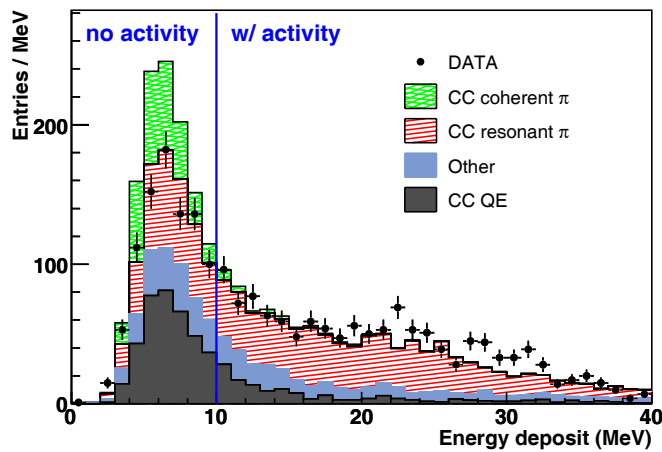 no activity w/ activity
DATA
CC coherent π
CC resonant π
Other
CC QE
Entries / MeV
200
100
0
0 10 20 30 40
Energy deposit (MeV)